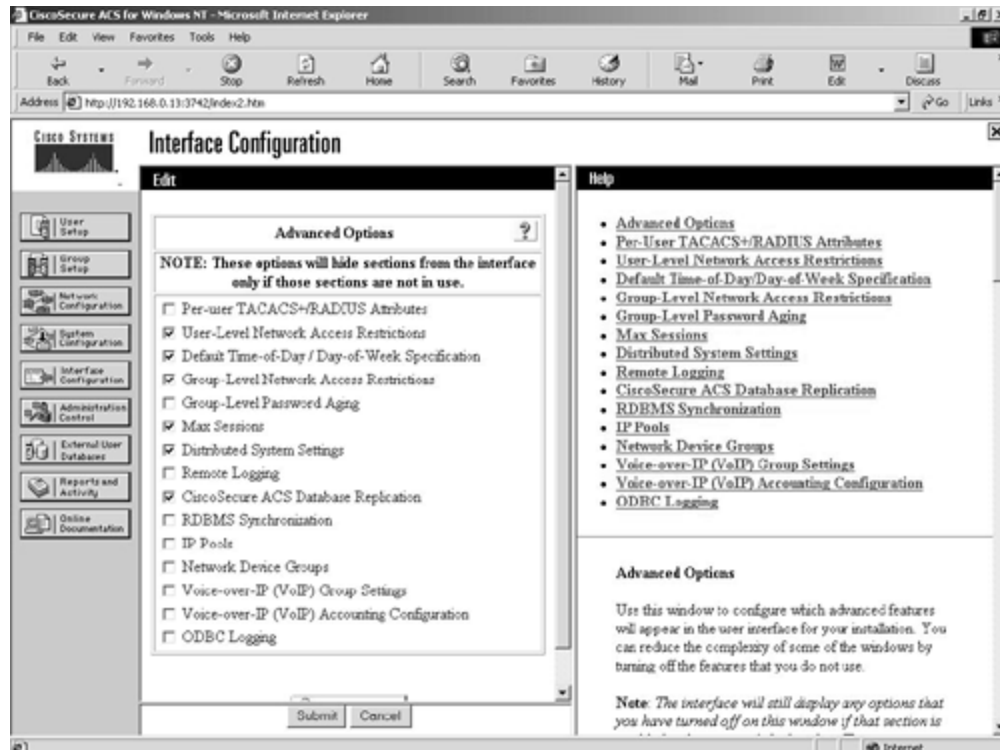 CiscoSecure ACS for Windows NT - Microsoft Internet Explorer
File Edit View Favorites Tools Help
Back Forward Stop Refresh Home Search Favorites History Mail Print Edit Discuss
Address http://192.168.0.13:3742/index2.htm Go Links
CISCO SYSTEMS
Interface Configuration
User Setup
Group Setup
Network Configuration
System Configuration
Interface Configuration
Administration Control
External User Databases
Reports and Activity
Online Documentation
Edit
Advanced Options ?
NOTE: These options will hide sections from the interface
only if those sections are not in use.
Per-user TACACS+/RADIUS Attributes
User-Level Network Access Restrictions
Default Time-of-Day / Day-of-Week Specification
Group-Level Network Access Restrictions
Group-Level Password Aging
Max Sessions
Distributed System Settings
Remote Logging
CiscoSecure ACS Database Replication
RDBMS Synchronization
IP Pools
Network Device Groups
Voice-over-IP (VoIP) Group Settings
Voice-over-IP (VoIP) Accounting Configuration
ODBC Logging
Submit Cancel
Help
Advanced Options
Per-User TACACS+/RADIUS Attributes
User-Level Network Access Restrictions
Default Time-of-Day/Day-of-Week Specification
Group-Level Network Access Restrictions
Group-Level Password Aging
Max Sessions
Distributed System Settings
Remote Logging
CiscoSecure ACS Database Replication
RDBMS Synchronization
IP Pools
Network Device Groups
Voice-over-IP (VoIP) Group Settings
Voice-over-IP (VoIP) Accounting Configuration
ODBC Logging
Advanced Options
Use this window to configure which advanced features
will appear in the user interface for your installation. You
can reduce the complexity of some of the windows by
turning off the features that you do not use.
Note: The interface will still display any options that
you have turned off on this window if that section is
Internet